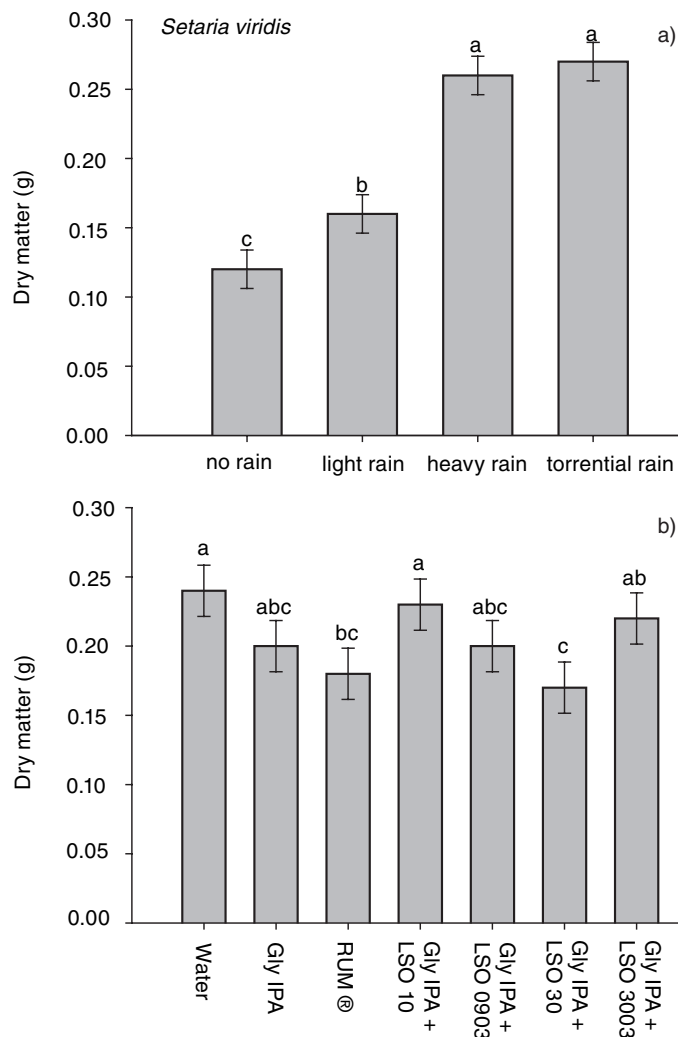 Setaria viridis
a)
Dry matter (g)
0.30
0.25
0.20
0.15
0.10
0.05
0.00
c
b
a
a
no rain
light rain
heavy rain
torrential rain
b)
Dry matter (g)
0.30
0.25
0.20
0.15
0.10
0.05
0.00
a
abc
bc
a
abc
c
ab
Water
Gly IPA
RUM ®
Gly IPA +
LSO 10
Gly IPA +
LSO 0903
Gly IPA +
LSO 30
Gly IPA +
LSO 3003